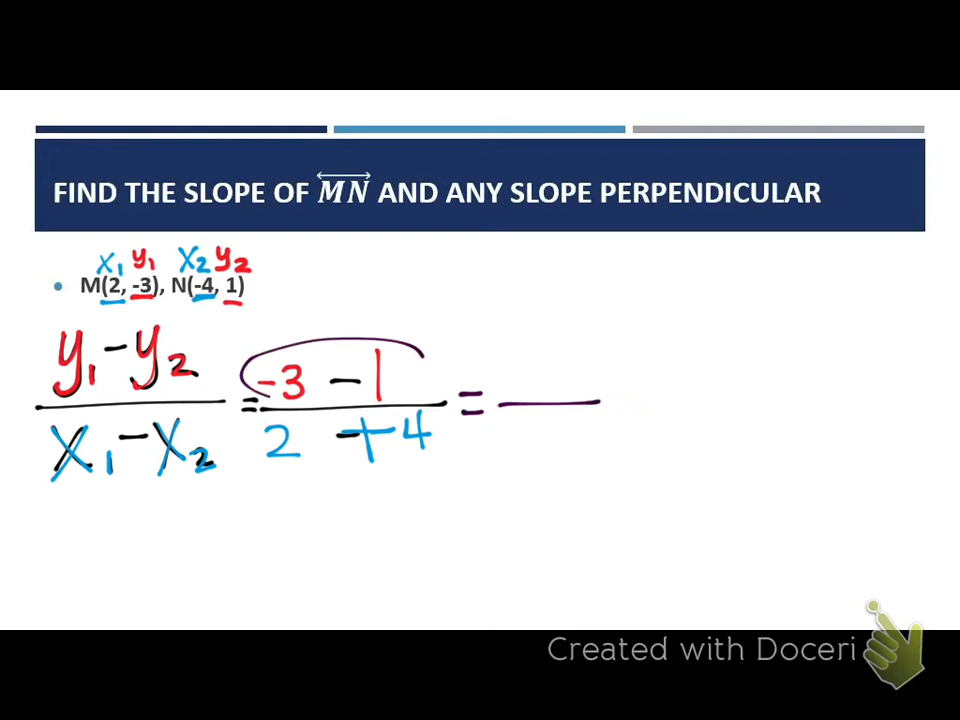 FIND THE SLOPE OF MN AND ANY SLOPE PERPENDICULAR
x₁ y₁ x₂ y₂
• M(2, -3), N(-4, 1)
y₁ - y₂ / x₁ - x₂ = -3 - 1 / 2 + 4 =
Created with Doceri